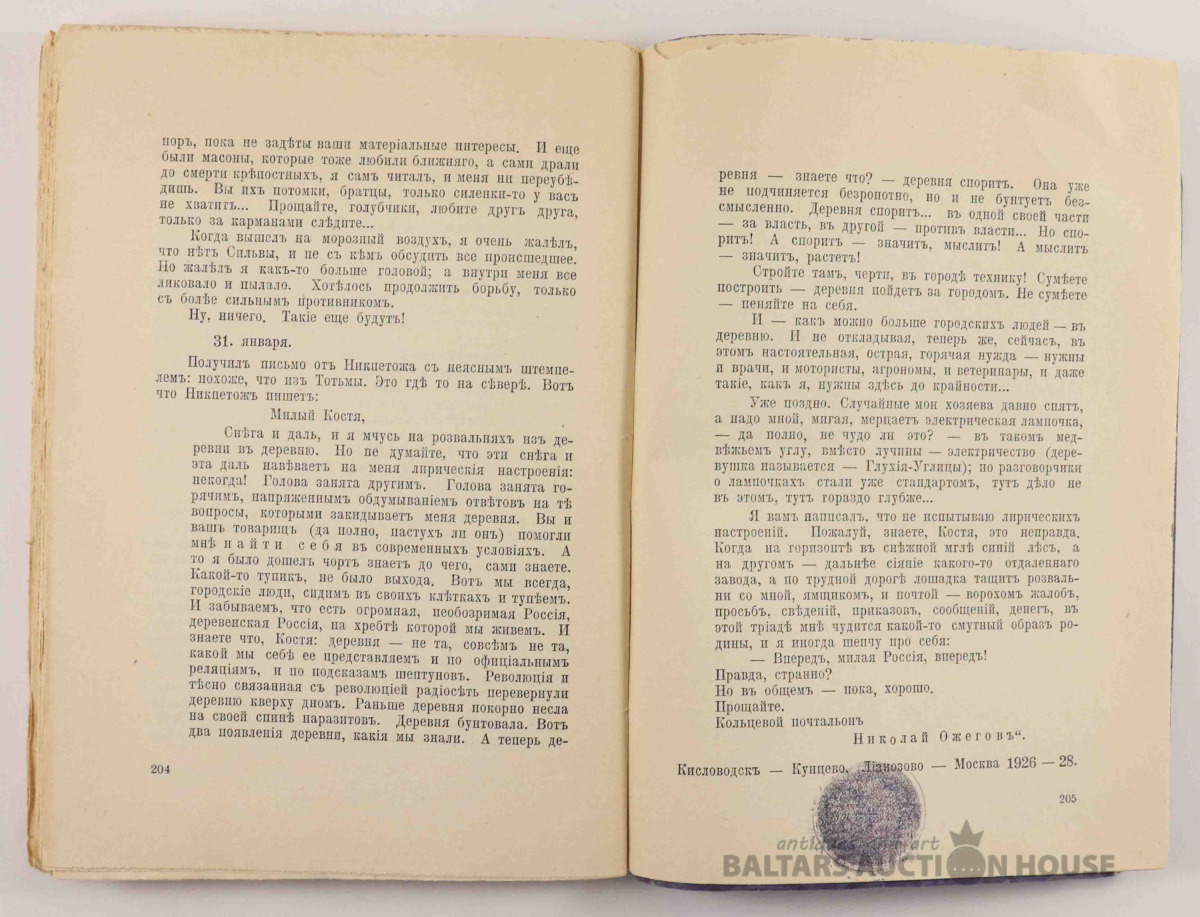 поръ, пока не задѣты ваши матеріальные интересы. И еще
были масоны, которые тоже любили ближняго, а сами драли
до смерти крѣпостныхъ, я самъ читалъ, и меня ни переубѣ-
дишь. Вы ихъ потомки, братцы, только силенки-то у васъ
не хватитъ... Прощайте, голубчики, любите другъ друга,
только за карманами слѣдите...
Когда вышелъ на морозный воздухъ, я очень жалѣлъ,
что нѣтъ Сильвы, и не съ кѣмъ обсудить все происшедшее.
Но жалѣлъ я какъ-то больше головой; а внутри меня все
ликовало и пылало. Хотѣлось продолжить борьбу, только
съ болѣе сильнымъ противникомъ.
Ну, ничего. Такіе еще будутъ!
31. января.
Получилъ письмо отъ Никпетожа съ неяснымъ штемпе-
лемъ: похоже, что изъ Тотьмы. Это гдѣ то на сѣверѣ. Вотъ
что Никпетожъ пишетъ:
Милый Костя,
Снѣга и даль, и я мчусь на розвальняхъ изъ де-
ревни въ деревню. Но не думайте, что эти снѣга и
эта даль навѣваетъ на меня лирическія настроенія:
некогда! Голова занята другимъ. Голова занята го-
рячимъ, напряженнымъ обдумываніемъ отвѣтовъ на тѣ
вопросы, которыми закидываетъ меня деревня. Вы и
вашъ товарищъ (да полно, пастухъ ли онъ) помогли
мнѣ найти себя въ современныхъ условіяхъ. А
то я было дошелъ чортъ знаетъ до чего, сами знаете.
Какой-то тупикъ, не было выхода. Вотъ мы всегда,
городскіе люди, сидимъ въ своихъ клѣткахъ и тупѣемъ.
И забываемъ, что есть огромная, необозримая Россія,
деревенская Россія, на хребтѣ которой мы живемъ. И
знаете что, Костя: деревня — не та, совсѣмъ не та,
какой мы себѣ ее представляемъ и по офиціальнымъ
реляціямъ, и по подсказамъ шептуновъ. Революція и
тѣсно связанная съ революціей радіосѣть перевернули
деревню кверху дномъ. Раньше деревня покорно несла
на своей спинѣ паразитовъ. Деревня бунтовала. Вотъ
два появленія деревни, какія мы знали. А теперь де-
204
ревня — знаете что? — деревня споритъ. Она уже
не подчиняется безропотно, но и не бунтуетъ без-
смысленно. Деревня споритъ... въ одной своей части
— за власть, въ другой — противъ власти... Но спо-
ритъ! А споритъ — значитъ, мыслитъ! А мыслитъ
— значитъ, растетъ!
Стройте тамъ, черти, въ городѣ технику! Сумѣете
построить — деревня пойдетъ за городомъ. Не сумѣете
— пеняйте на себя.
И — какъ можно больше городскихъ людей — въ
деревню. И не откладывая, теперь же, сейчасъ, въ
этомъ настоятельная, острая, горячая нужда — нужны
и врачи, и мотористы, агрономы, и ветеринары, и даже
такіе, какъ я, нужны здѣсь до крайности...
Уже поздно. Случайные мои хозяева давно спятъ,
а надо мной, мигая, мерцаетъ электрическая лампочка,
— да полно, не чудо ли это? — въ такомъ мед-
вѣжьемъ углу, вмѣсто лучины — электричество (дере-
вушка называется — Глухія-Углицы); но разговорчики
о лампочкахъ стали уже стандартомъ, тутъ дѣло не
въ этомъ, тутъ гораздо глубже...
Я вамъ написалъ, что не испытываю лирическихъ
настроеній. Пожалуй, знаете, Костя, это неправда.
Когда на горизонтѣ въ снѣжной мглѣ синій лѣсъ, а
на другомъ — дальнѣе сіяніе какого-то отдаленнаго
завода, а по трудной дорогѣ лошадка тащитъ розваль-
ни со мной, ямщикомъ, и почтой — ворохомъ жалобъ,
просьбъ, свѣденій, приказовъ, сообщеній, денегъ, въ
этой тріадѣ мнѣ чудится какой-то смутный образъ ро-
дины, и я иногда шепчу про себя:
— Впередъ, милая Россія, впередъ!
Правда, странно?
Но въ общемъ — пока, хорошо.
Прощайте.
Кольцевой почтальонъ
Николай Ожеговъ“.
Кисловодскъ — Кунцево, Ліанозово — Москва 1926 — 28.
205
antiques and art
BALTARS AUCTION HOUSE